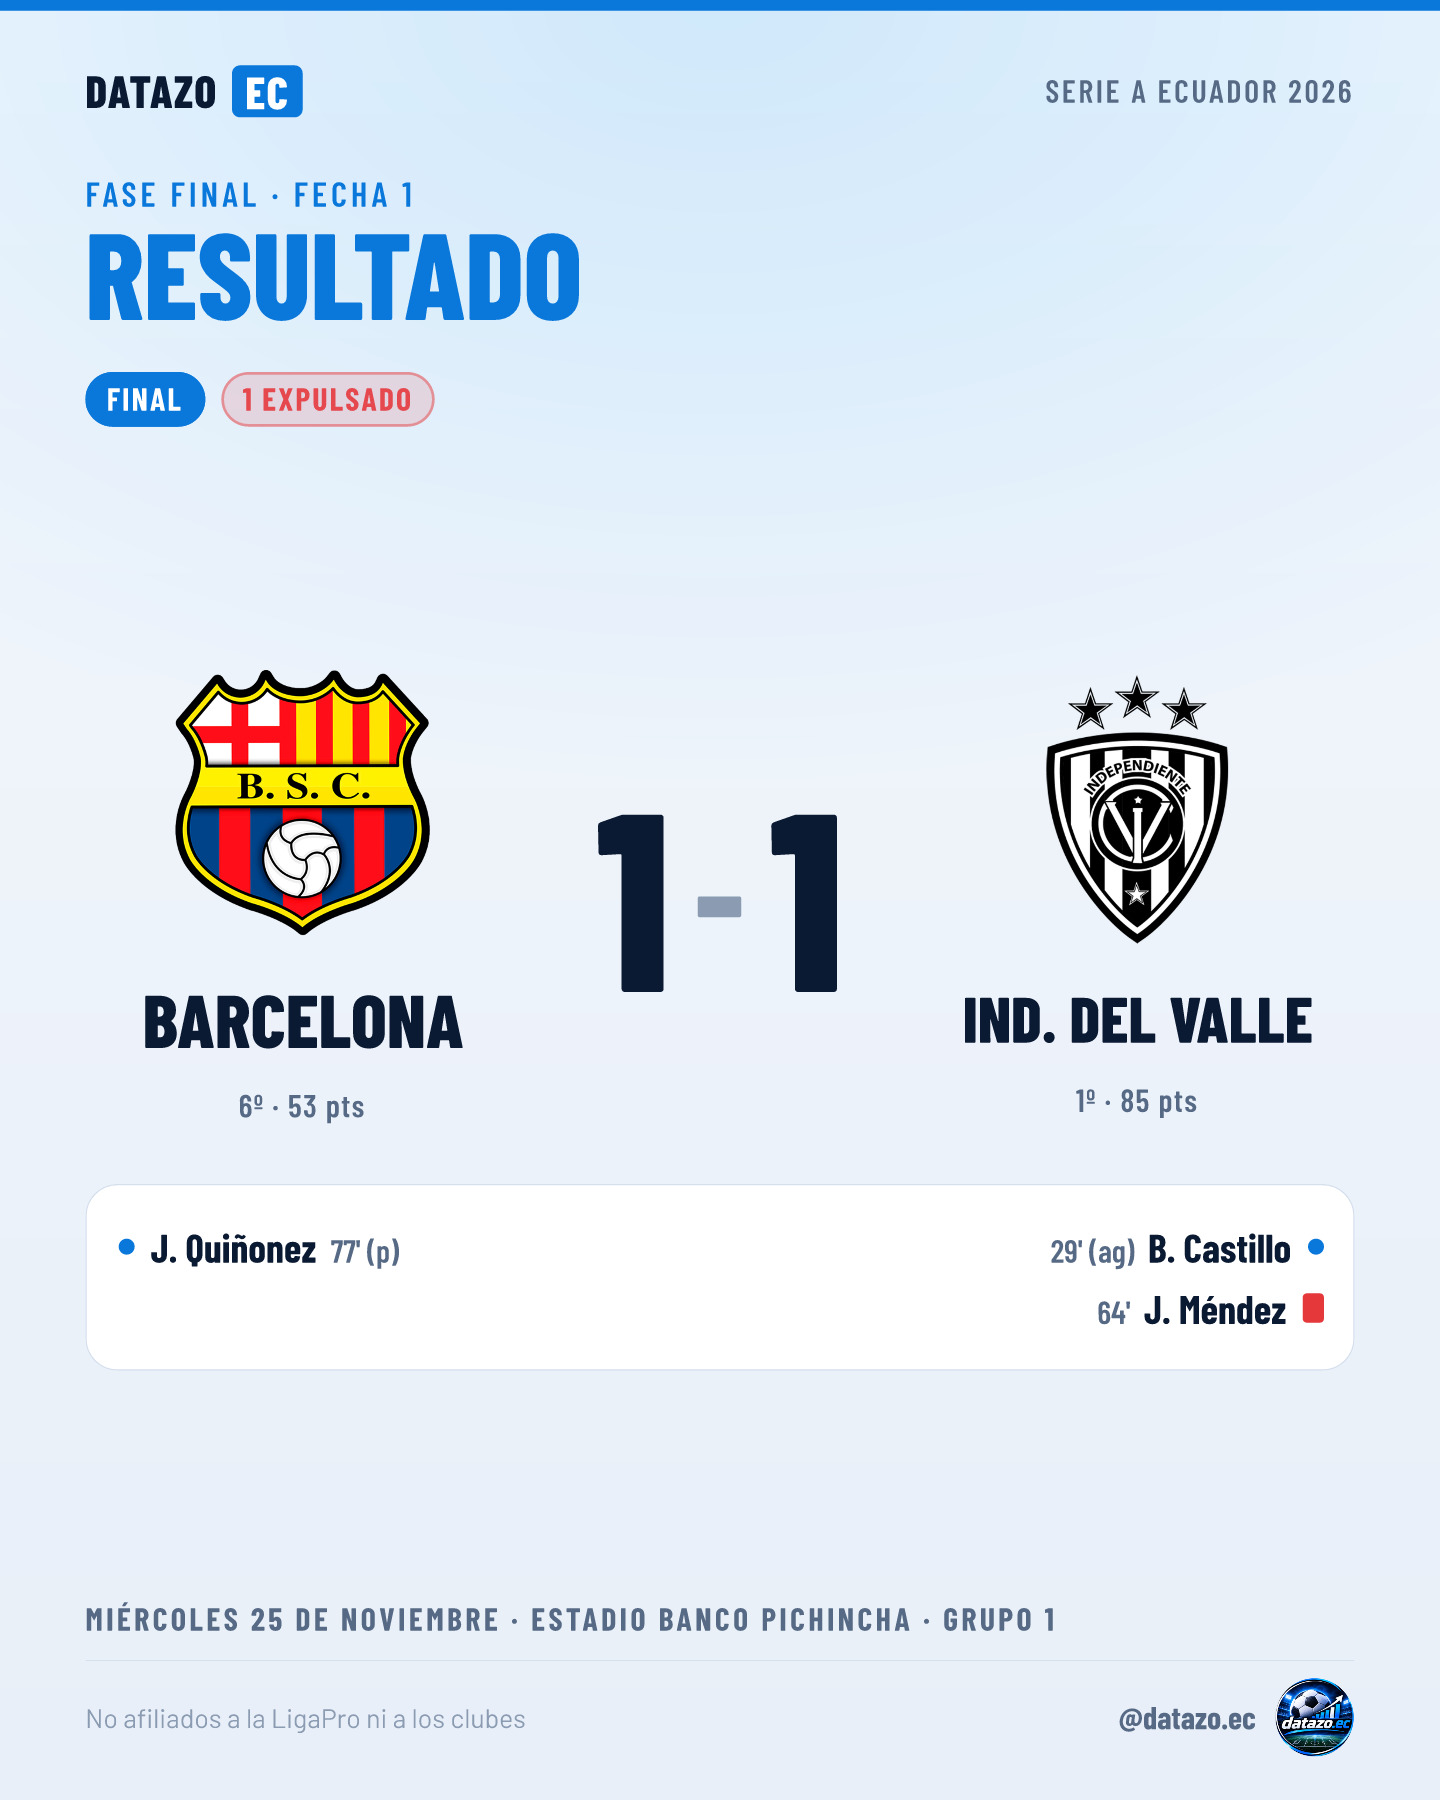 DATAZO EC
SERIE A ECUADOR 2026
FASE FINAL · FECHA 1
RESULTADO
FINAL
1 EXPULSADO
B. S. C.
INDEPENDIENTE
1 - 1
BARCELONA
IND. DEL VALLE
6º · 53 pts
1º · 85 pts
J. Quiñonez 77' (p)
29' (ag) B. Castillo
64' J. Méndez
MIÉRCOLES 25 DE NOVIEMBRE · ESTADIO BANCO PICHINCHA · GRUPO 1
No afiliados a la LigaPro ni a los clubes
@datazo.ec
datazo.ec